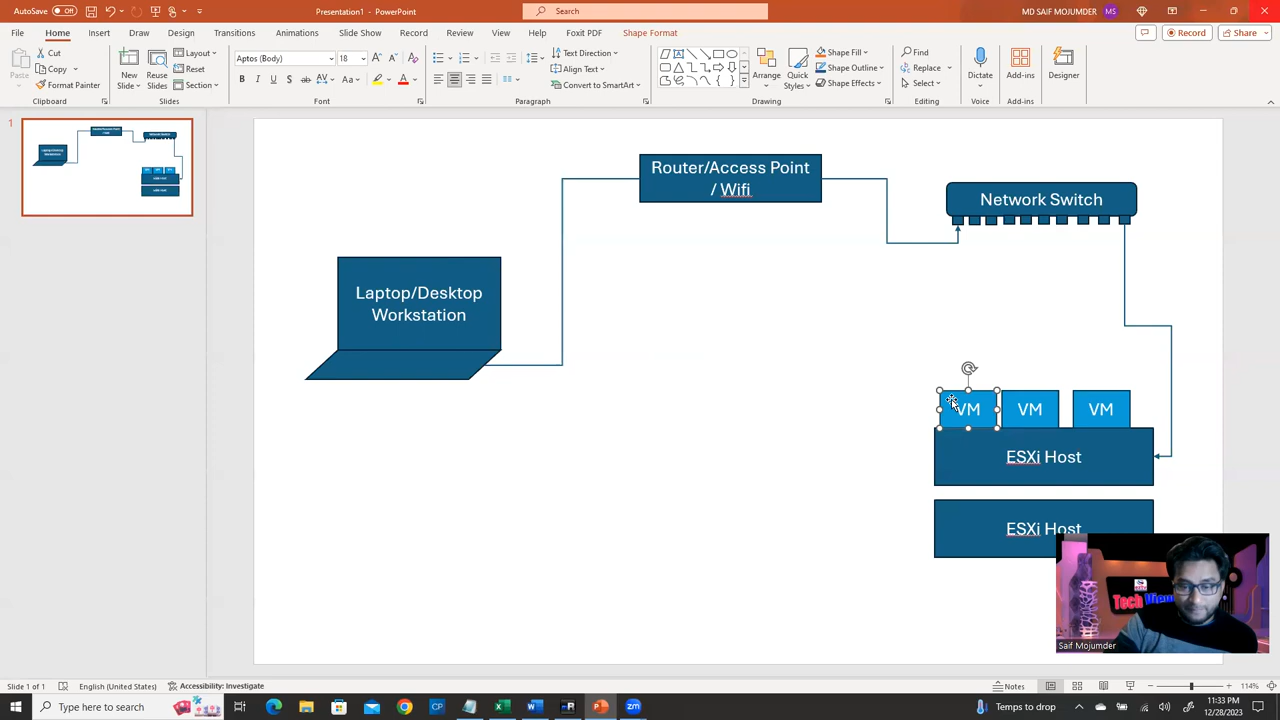 AutoSave
Off
Presentation1 - PowerPoint
Search
MD SAIF MOJUMDER
MS
File
Home
Insert
Draw
Design
Transitions
Animations
Slide Show
Record
Review
View
Help
Foxit PDF
Shape Format
Record
Share
Paste
Cut
Copy
Format Painter
Clipboard
New
Slide
Reuse
Slides
Layout
Reset
Section
Slides
Aptos (Body)
18
Font
Text Direction
Align Text
Convert to SmartArt
Paragraph
Arrange
Quick
Styles
Shape Fill
Shape Outline
Shape Effects
Drawing
Find
Replace
Select
Editing
Dictate
Voice
Add-ins
Add-ins
Designer
1
Router/Access Point
/ Wifi
Network Switch
Laptop/Desktop
Workstation
VM
VM
VM
ESXi Host
ESXi Host
Saif Mojumder
Slide 1 of 1
English (United States)
Accessibility: Investigate
Notes
114%
Type here to search
Temps to drop
11:33 PM
12/28/2023